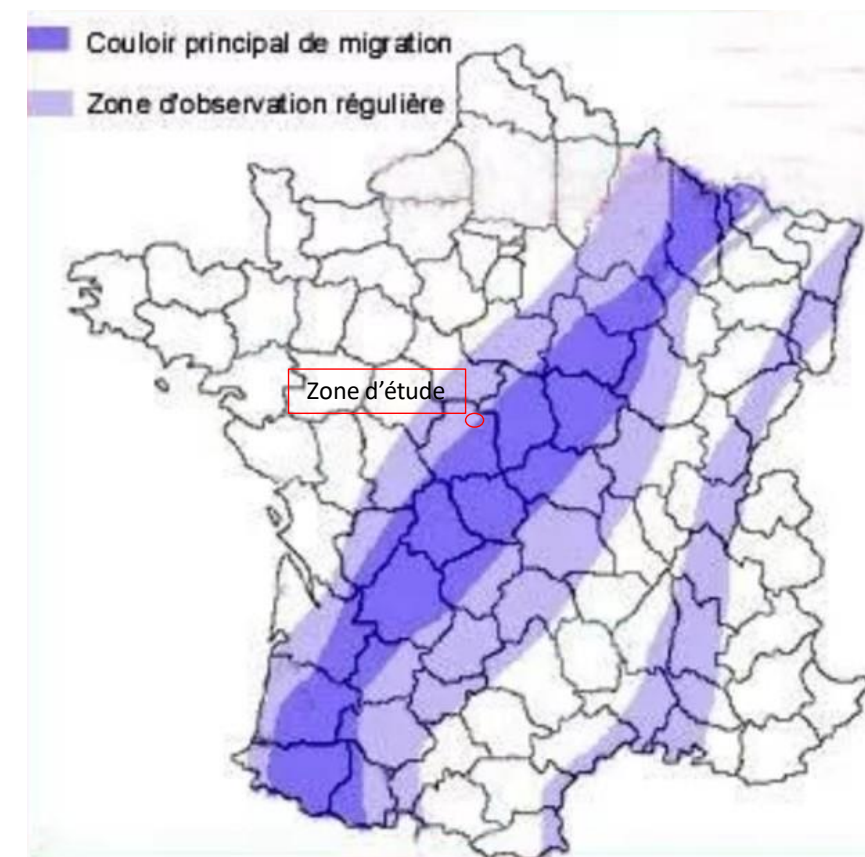 Couloir principal de migration
Zone d'observation régulière
Zone d'étude